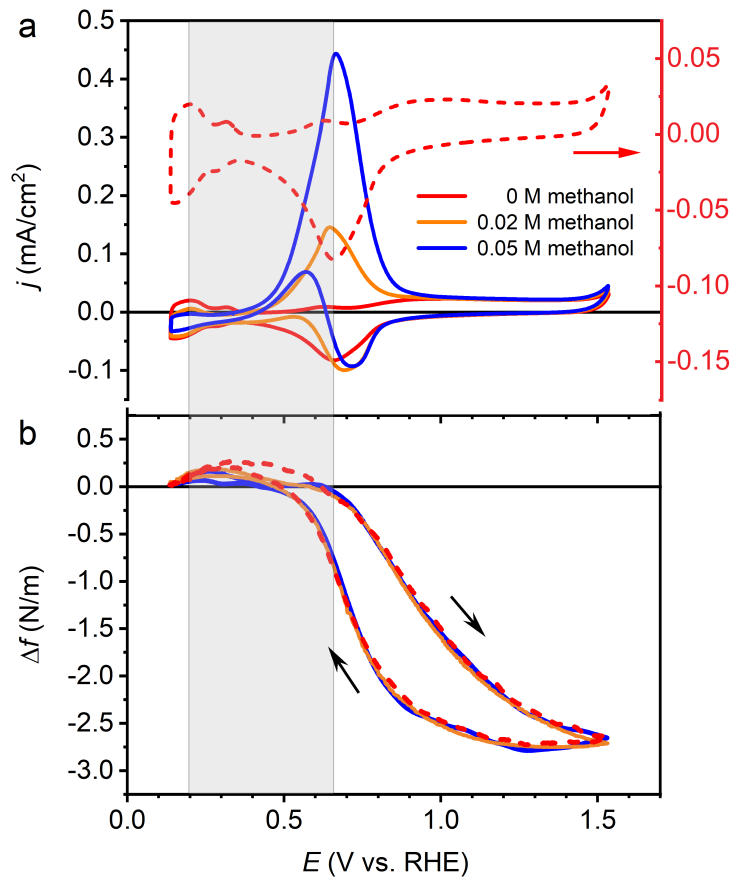 a
0.5
0.4
0.3
0.2
0.1
0.0
-0.1
j (mA/cm²)
0.05
0.00
-0.05
-0.10
-0.15
0 M methanol
0.02 M methanol
0.05 M methanol
b
0.5
0.0
-0.5
-1.0
-1.5
-2.0
-2.5
-3.0
Δf (N/m)
0.0 0.5 1.0 1.5
E (V vs. RHE)